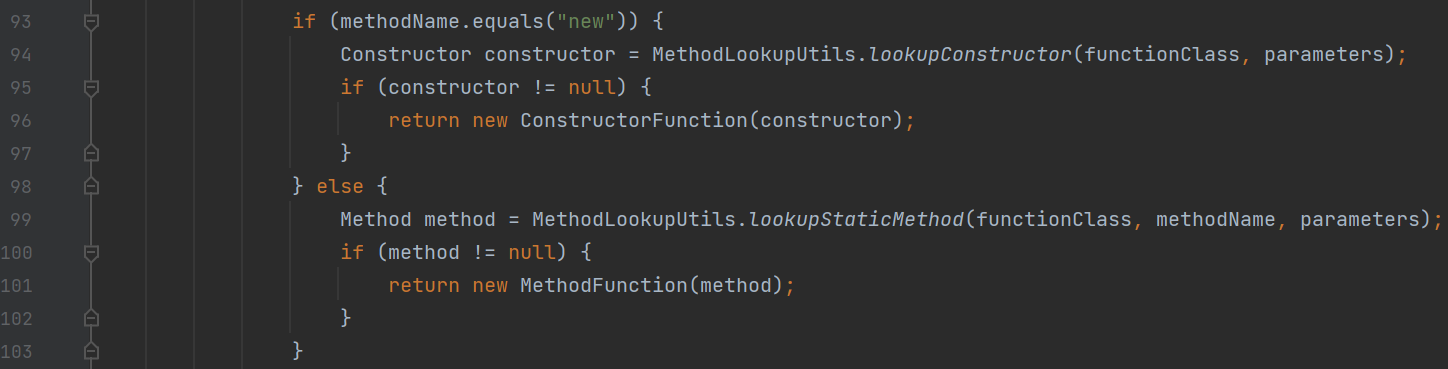 93 if (methodName.equals("new")) {
94 Constructor constructor = MethodLookupUtils.lookupConstructor(functionClass, parameters);
95 if (constructor != null) {
96 return new ConstructorFunction(constructor);
97 }
98 } else {
99 Method method = MethodLookupUtils.lookupStaticMethod(functionClass, methodName, parameters);
100 if (method != null) {
101 return new MethodFunction(method);
102 }
103 }